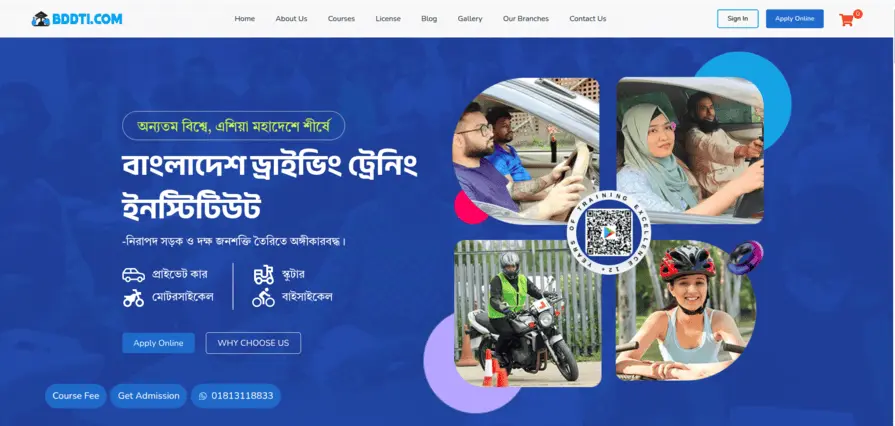 BDDTI.COM
Home About Us Courses License Blog Gallery Our Branches Contact Us
Sign In
Apply Online
0
অন্যতম বিশ্বে, এশিয়া মহাদেশে শীর্ষে
বাংলাদেশ ড্রাইভিং ট্রেনিং
ইনস্টিটিউট
-নিরাপদ সড়ক ও দক্ষ জনশক্তি তৈরিতে অঙ্গীকারবদ্ধ।
প্রাইভেট কার
স্কুটার
মোটরসাইকেল
বাইসাইকেল
Apply Online
WHY CHOOSE US
12+ YEARS OF TRAINING EXCELLENCE
L
Course Fee
Get Admission
01813118833